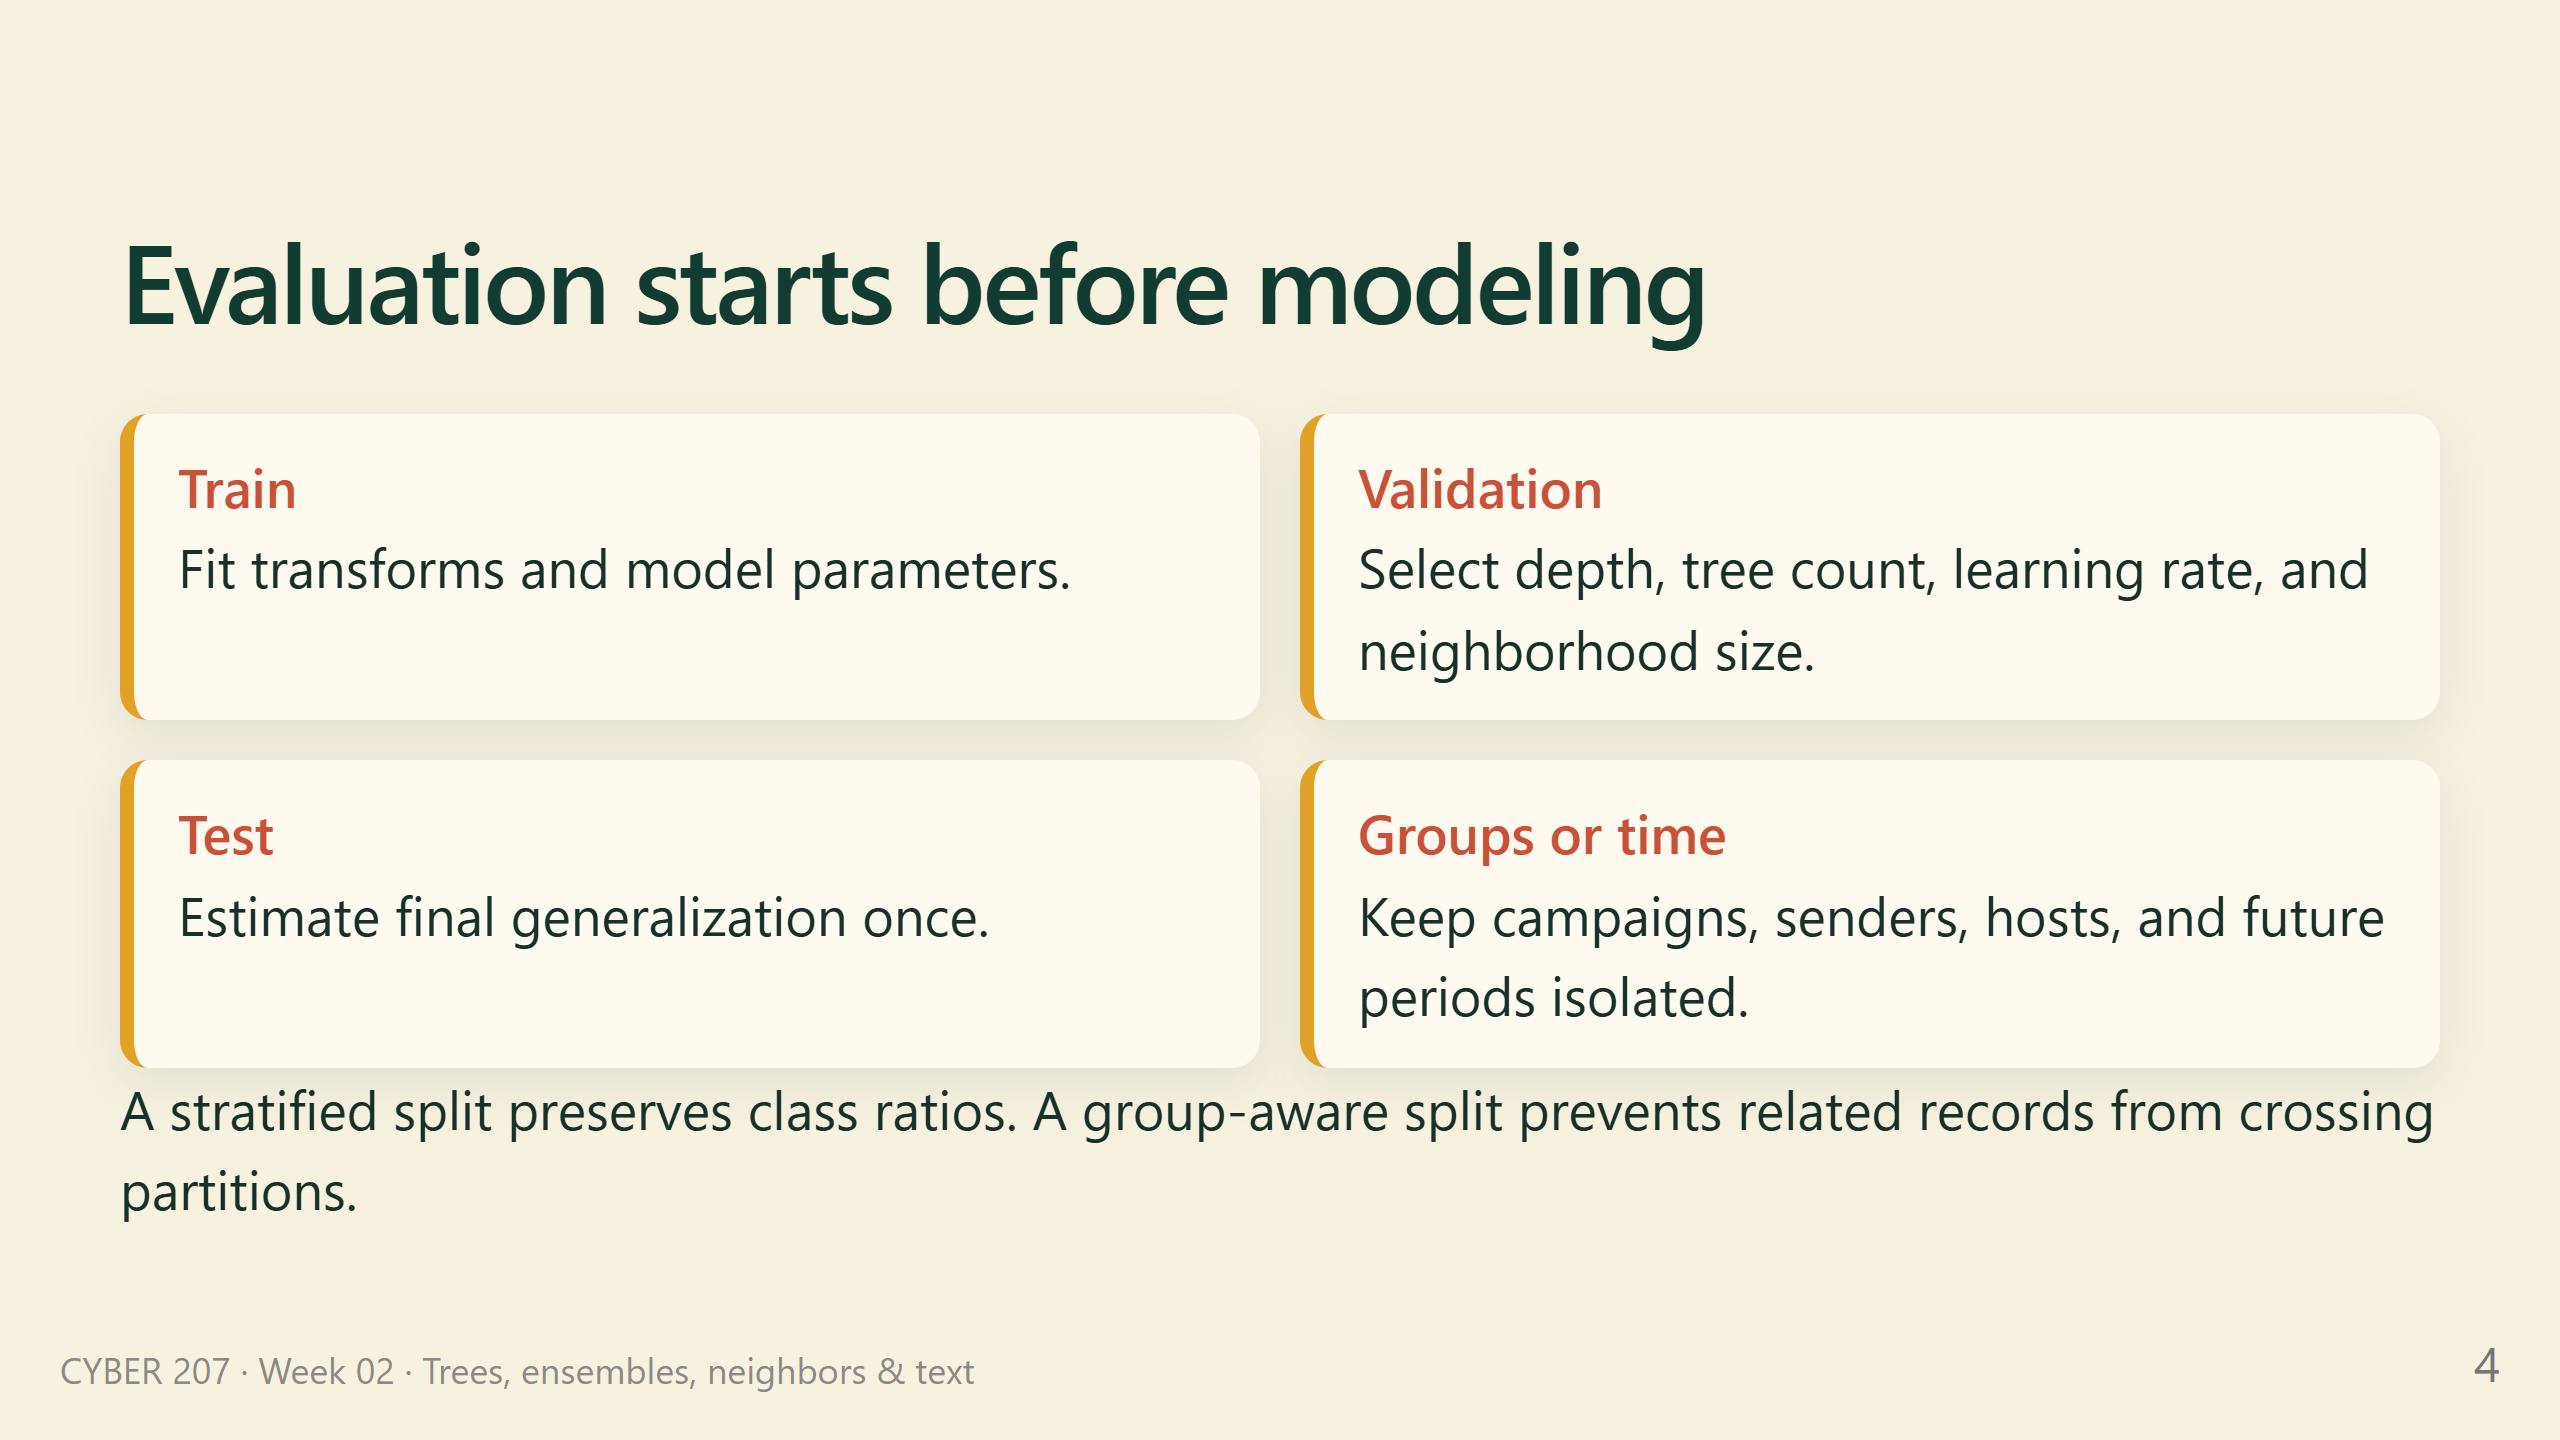 Evaluation starts before modeling
Train
Fit transforms and model parameters.
Validation
Select depth, tree count, learning rate, and
neighborhood size.
Test
Estimate final generalization once.
Groups or time
Keep campaigns, senders, hosts, and future
periods isolated.
A stratified split preserves class ratios. A group-aware split prevents related records from crossing
partitions.
CYBER 207 · Week 02 · Trees, ensembles, neighbors & text
4